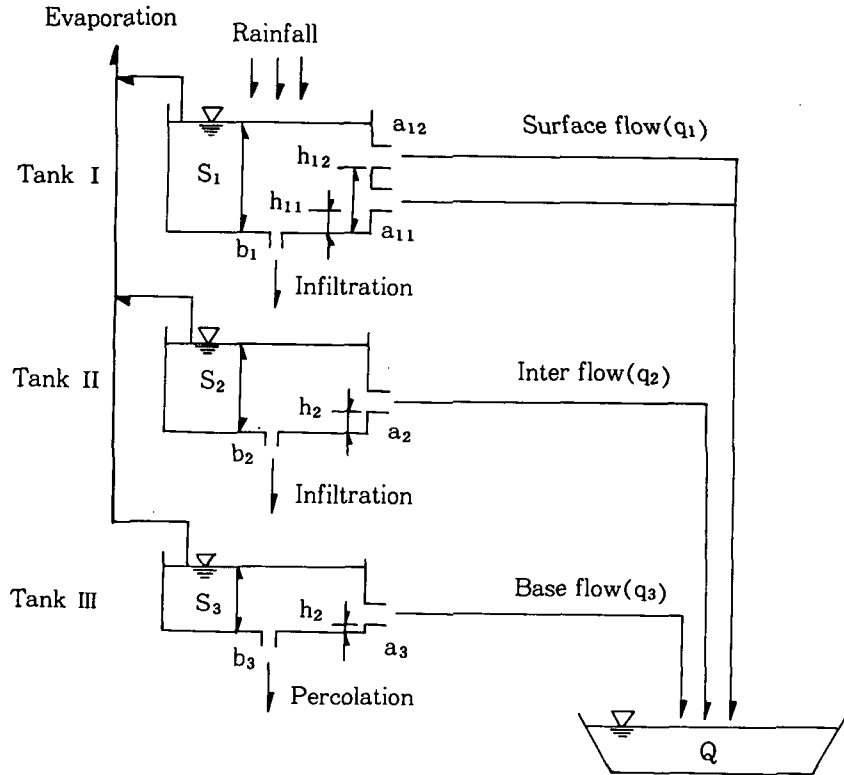 Evaporation
Rainfall
a12
Surface flow(q1)
h12
Tank I
S1
h11
a11
b1
Infiltration
Tank II
S2
Inter flow(q2)
h2
a2
b2
Infiltration
Tank III
S3
Base flow(q3)
h2
a3
b3
Percolation
Q